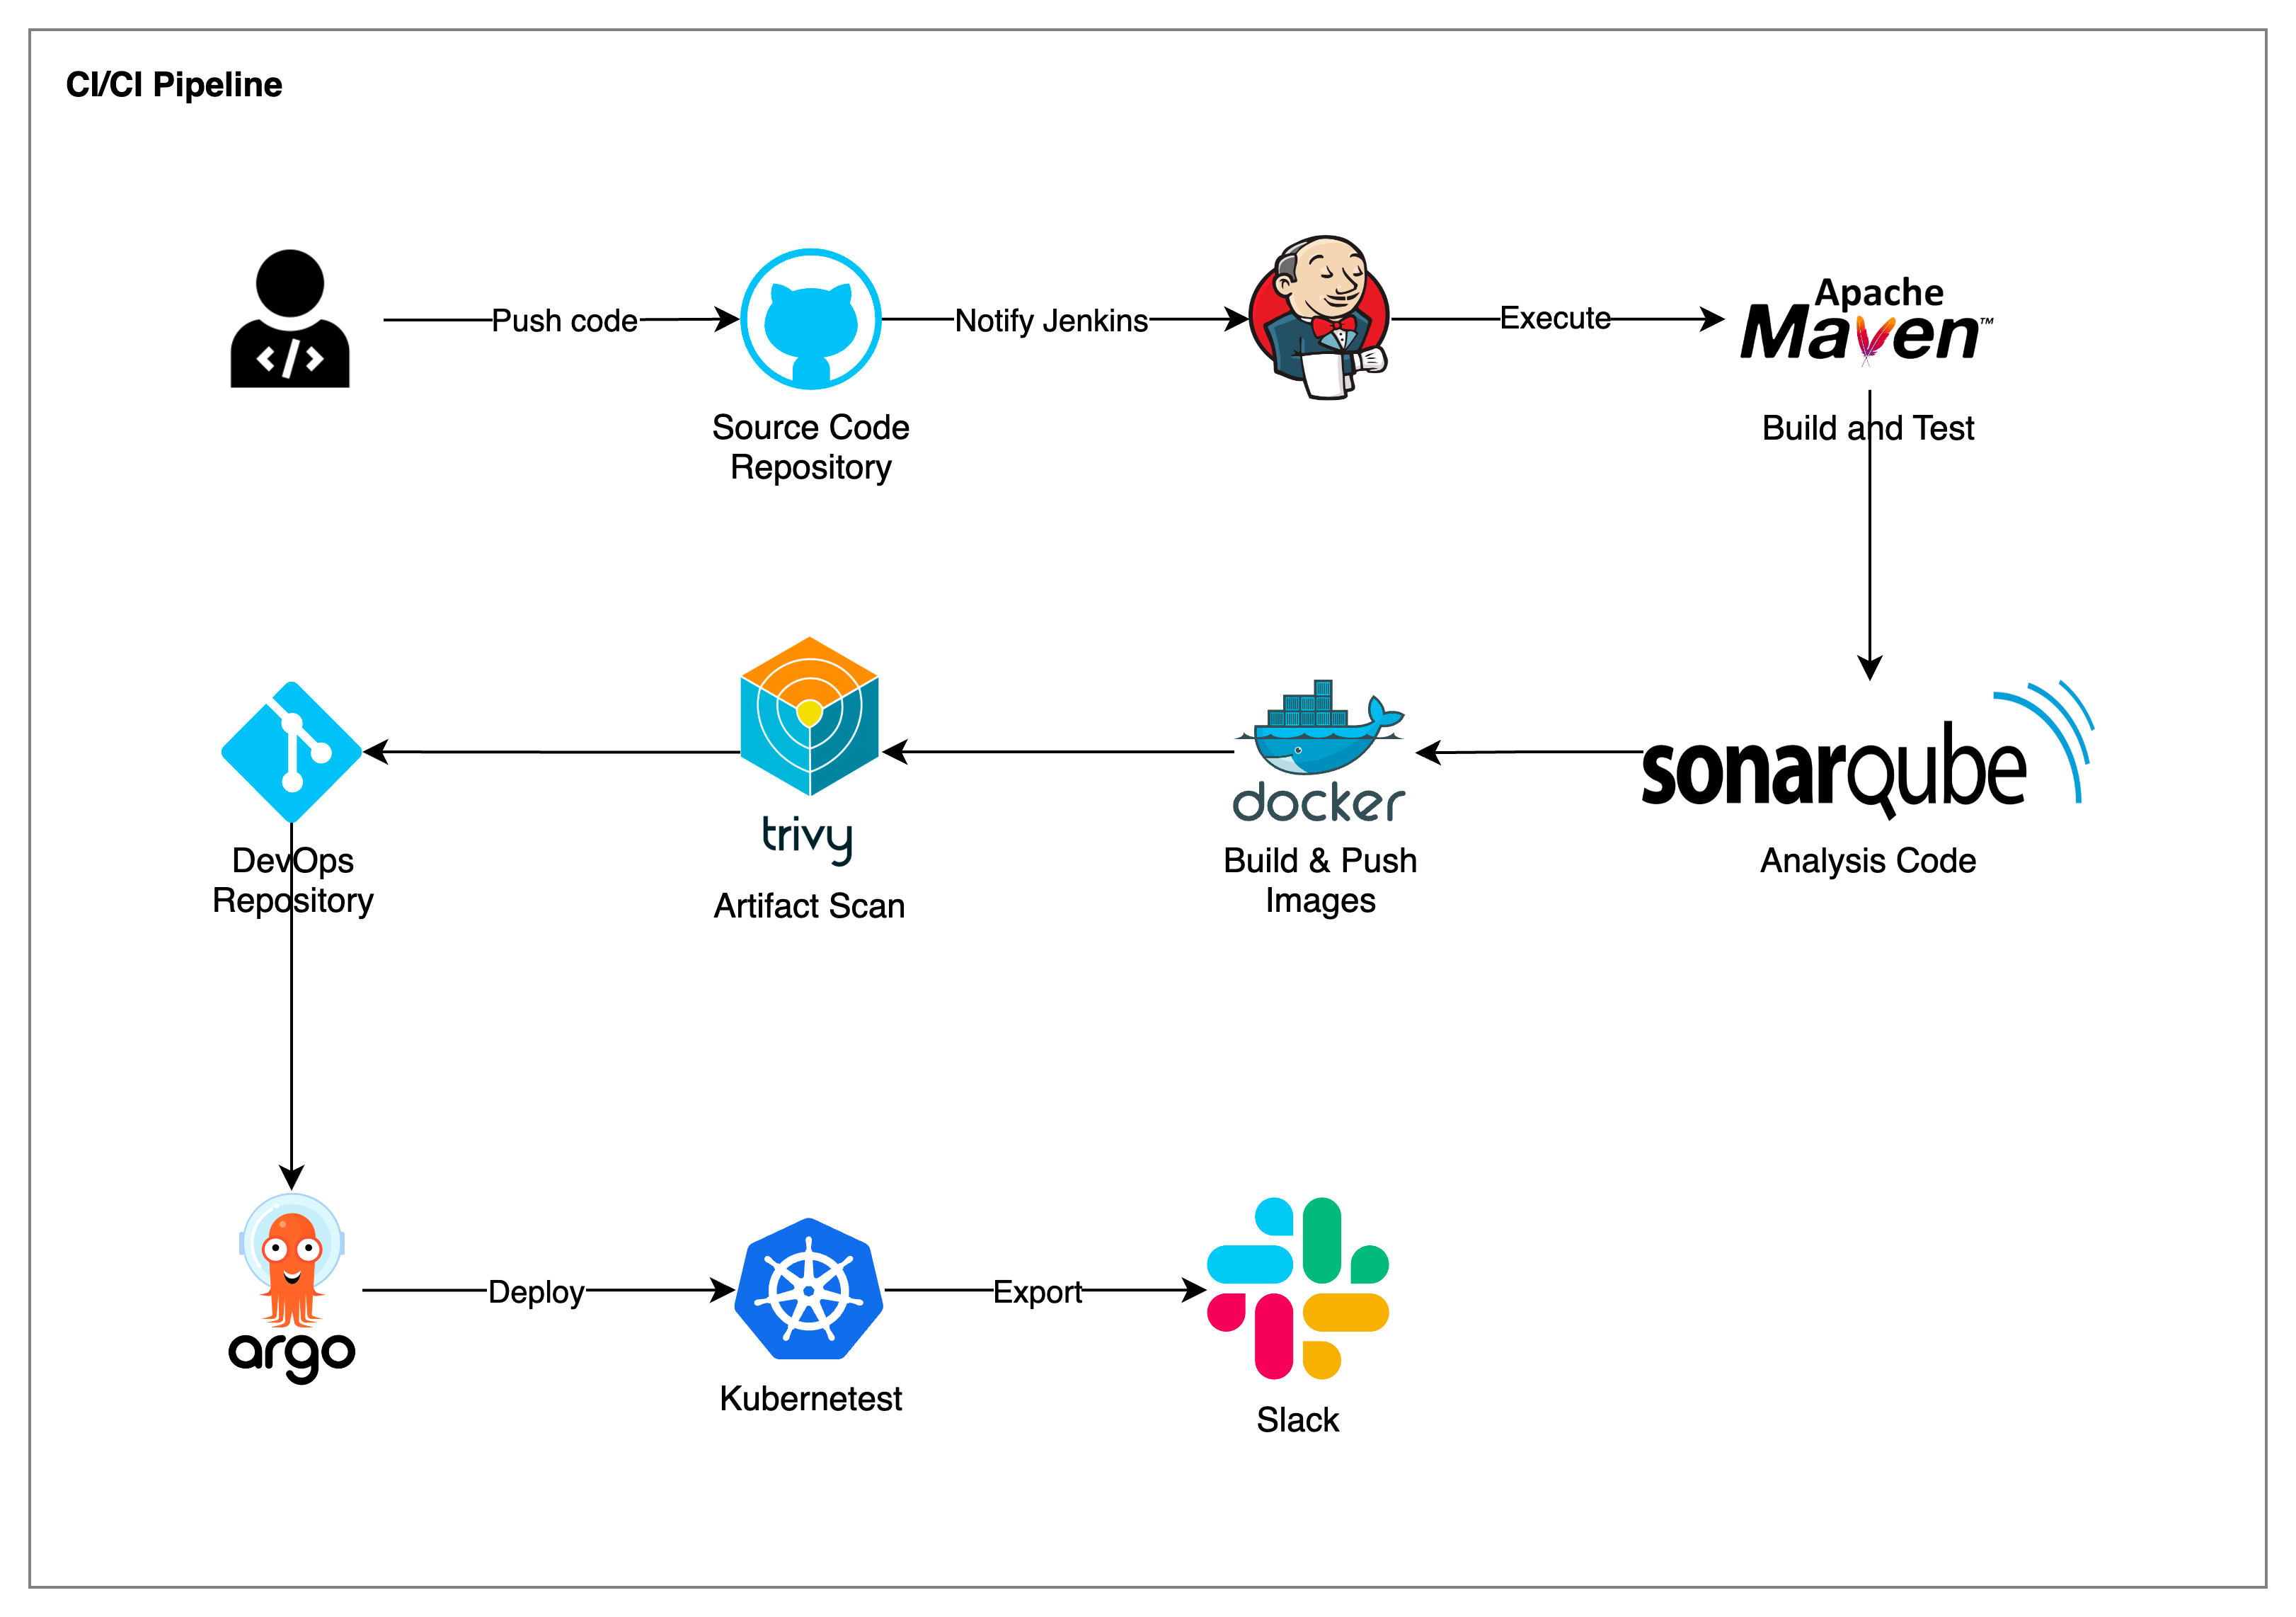 CI/CI Pipeline
</>
Push code
Notify Jenkins
Execute
Apache
Maven™
Source Code
Repository
Build and Test
trivy
docker
sonarqube
DevOps
Repository
Artifact Scan
Build & Push
Images
Analysis Code
argo
Deploy
Export
Kubernetest
Slack